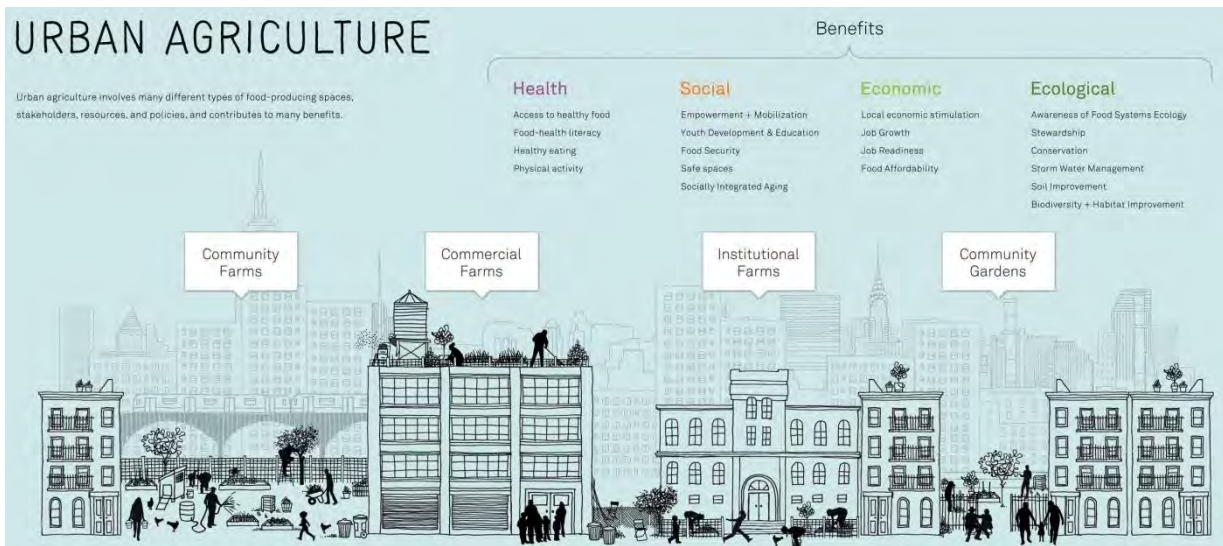 URBAN AGRICULTURE
Urban agriculture involves many different types of food-producing spaces,
stakeholders, resources, and policies, and contributes to many benefits.
Benefits
Health
Access to healthy food
Food-health literacy
Healthy eating
Physical activity
Social
Empowerment + Mobilization
Youth Development & Education
Food Security
Safe spaces
Socially Integrated Aging
Economic
Local economic stimulation
Job Growth
Job Readiness
Food Affordability
Ecological
Awareness of Food Systems Ecology
Stewardship
Conservation
Storm Water Management
Soil Improvement
Biodiversity + Habitat Improvement
Community
Farms
Commercial
Farms
Institutional
Farms
Community
Gardens